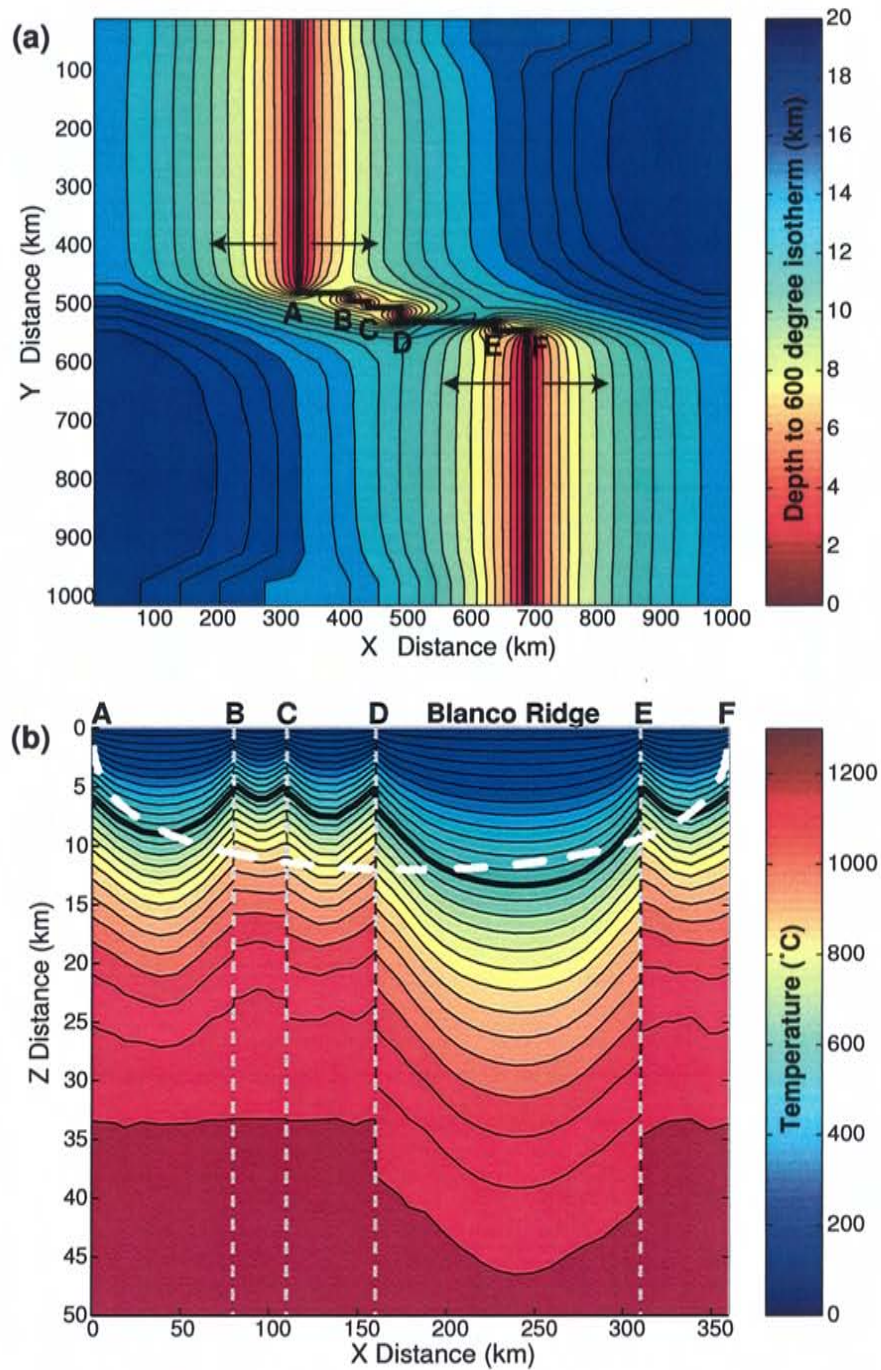 (a)
100
200
300
400
500
600
700
800
900
1000
Y Distance (km)
A
B
C
D
E
F
100 200 300 400 500 600 700 800 900 1000
X Distance (km)
20
18
16
14
12
10
8
6
4
2
0
Depth to 600 degree isotherm (km)
(b)
A B C D Blanco Ridge E F
0
5
10
15
20
25
30
35
40
45
50
Z Distance (km)
0 50 100 150 200 250 300 350
X Distance (km)
1200
1000
800
600
400
200
0
Temperature (˚C)